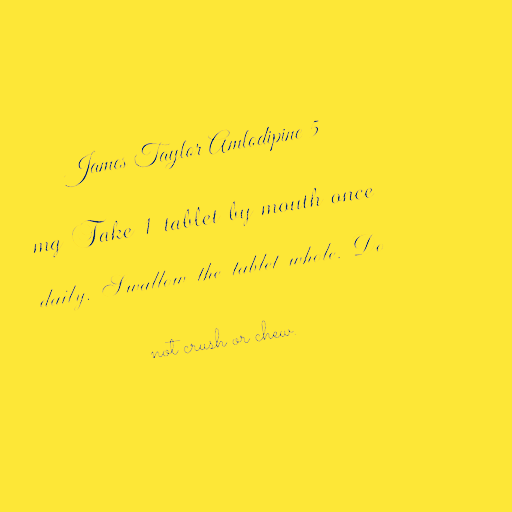 James Taylor Amlodipine 5
mg Take 1 tablet by mouth once
daily. Swallow the tablet whole. Do
not crush or chew.